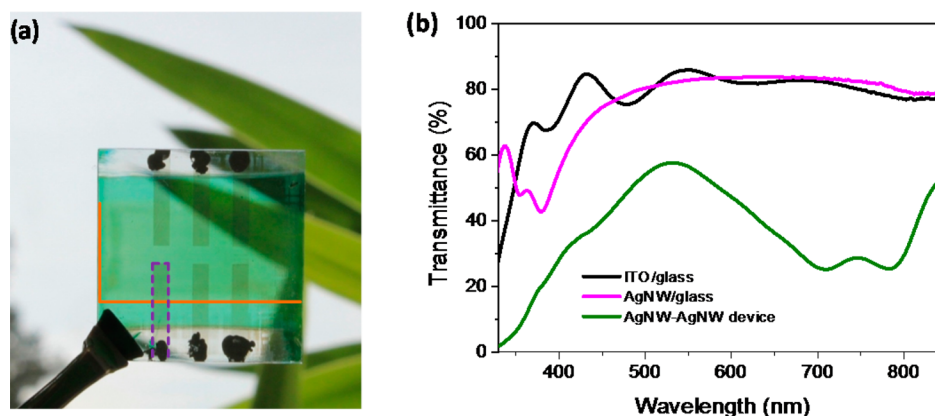 (a)
(b)
100
80
60
40
20
0
Transmittance (%)
ITO/glass
AgNW/glass
AgNW-AgNW device
400 500 600 700 800
Wavelength (nm)